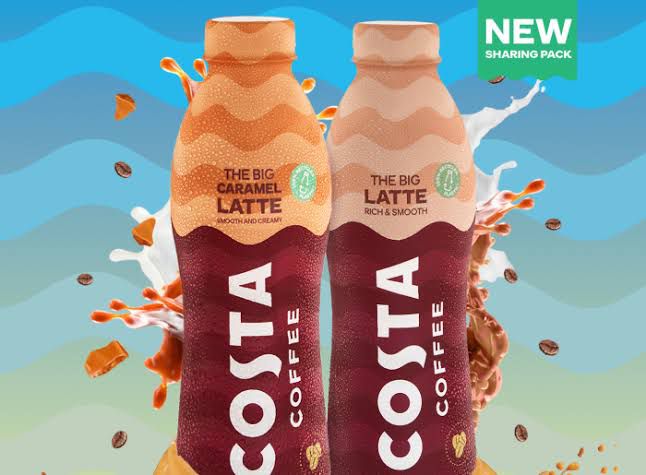 NEW
SHARING PACK
THE BIG
CARAMEL
LATTE
SMOOTH AND CREAMY
COSTA
COFFEE
THE BIG
LATTE
RICH & SMOOTH
COSTA
COFFEE